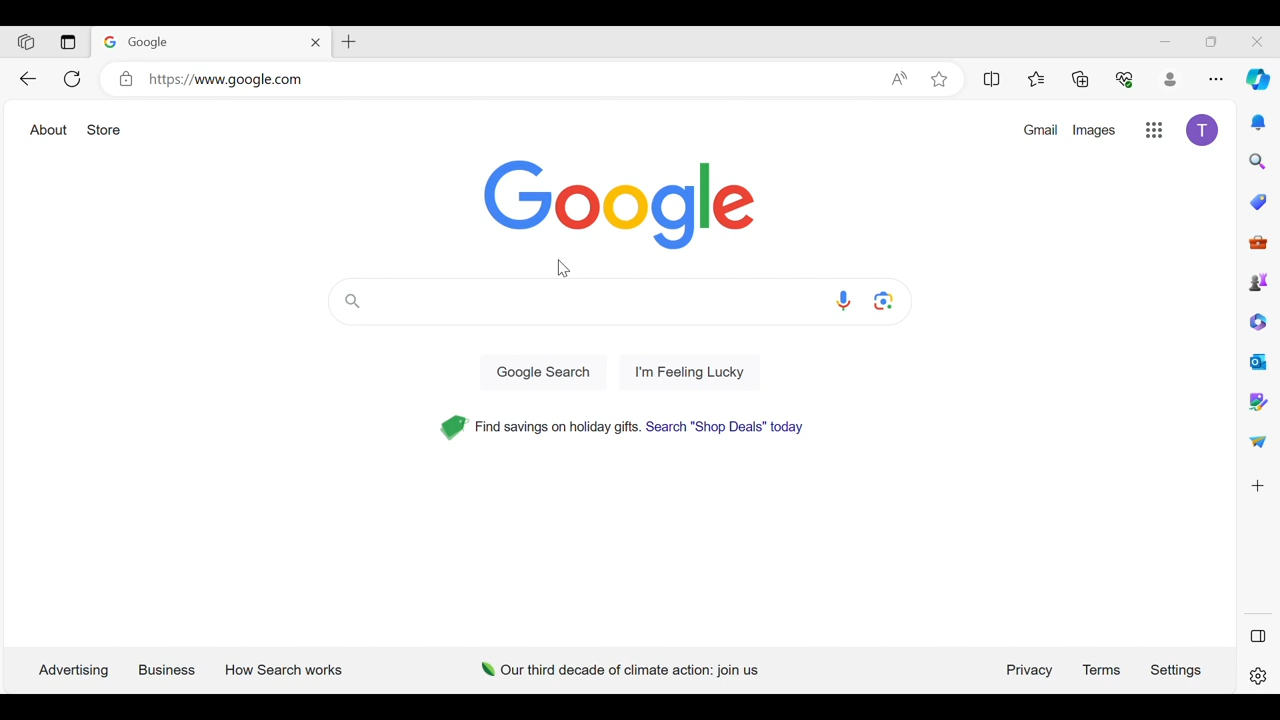 Google
https://www.google.com
About Store
Gmail Images
T
Google
Google Search
I'm Feeling Lucky
Find savings on holiday gifts. Search "Shop Deals" today
Advertising Business How Search works
Our third decade of climate action: join us
Privacy Terms Settings